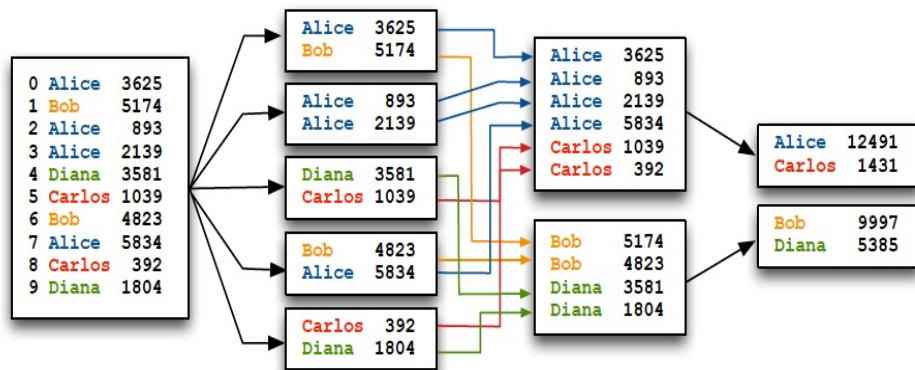 0 Alice 3625
1 Bob 5174
2 Alice 893
3 Alice 2139
4 Diana 3581
5 Carlos 1039
6 Bob 4823
7 Alice 5834
8 Carlos 392
9 Diana 1804
Alice 3625
Bob 5174
Alice 893
Alice 2139
Diana 3581
Carlos 1039
Bob 4823
Alice 5834
Carlos 392
Diana 1804
Alice 3625
Alice 893
Alice 2139
Alice 5834
Carlos 1039
Carlos 392
Bob 5174
Bob 4823
Diana 3581
Diana 1804
Alice 12491
Carlos 1431
Bob 9997
Diana 5385